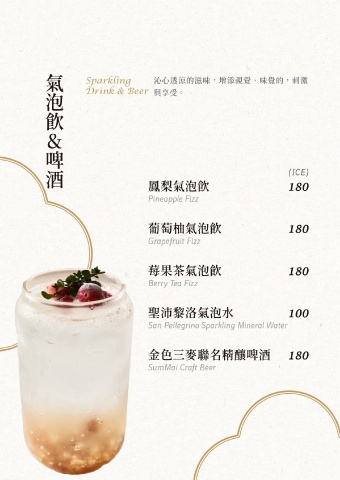 氣泡飲&啤酒
Sparkling
Drink & Beer
沁心透涼的滋味，增添視覺、味覺的，刺激
與享受。
(ICE)
鳳梨氣泡飲 180
Pineapple Fizz
葡萄柚氣泡飲 180
Grapefruit Fizz
莓果茶氣泡飲 180
Berry Tea Fizz
聖沛黎洛氣泡水 100
San Pellegrino Sparkling Mineral Water
金色三麥聯名精釀啤酒 180
SumMai Craft Beer